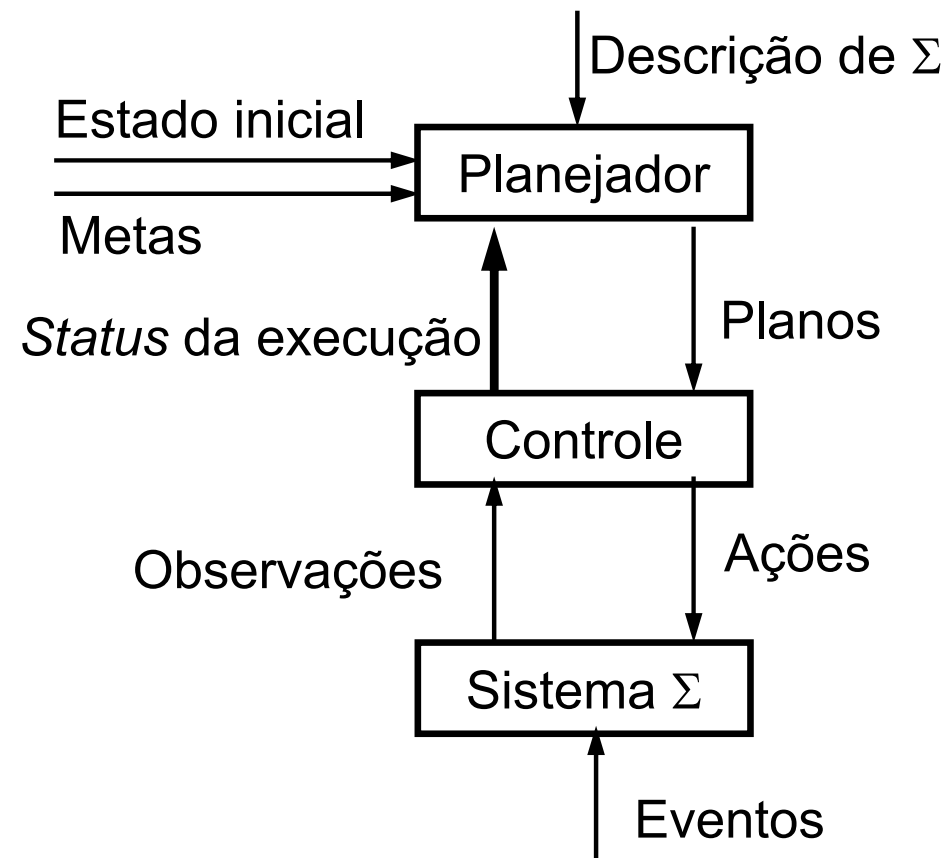 Descrição de Σ
Estado inicial
Planejador
Metas
Planos
Status da execução
Controle
Ações
Observações
Sistema Σ
Eventos